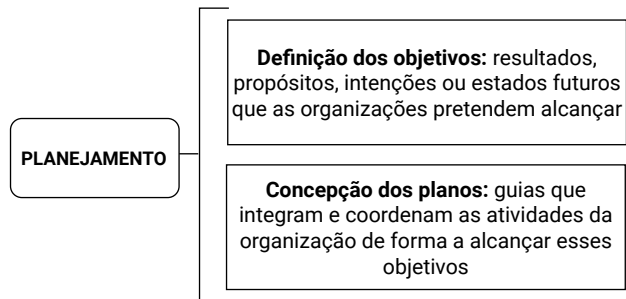 PLANEJAMENTO
Definição dos objetivos: resultados,
propósitos, intenções ou estados futuros
que as organizações pretendem alcançar
Concepção dos planos: guias que
integram e coordenam as atividades da
organização de forma a alcançar esses
objetivos